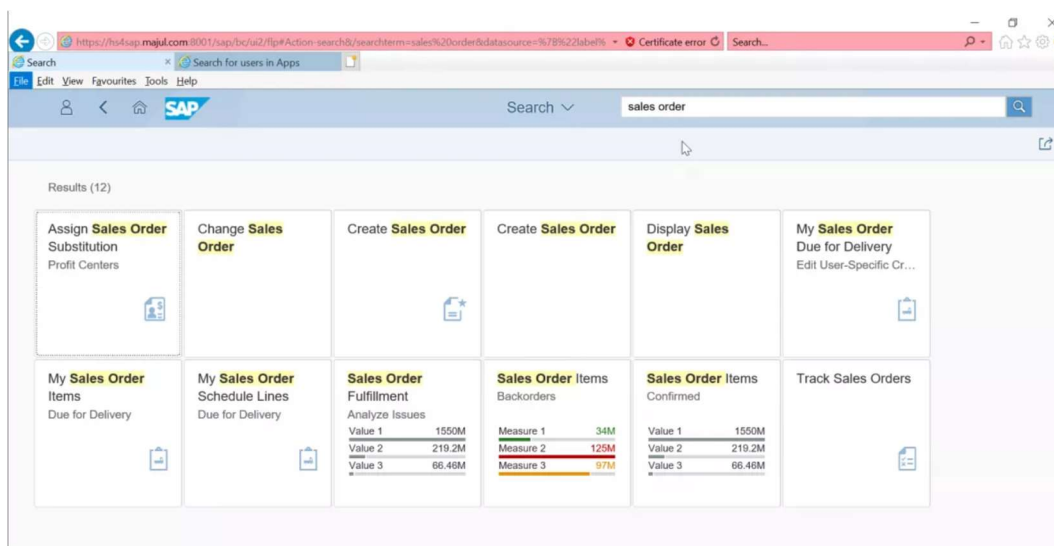 https://hs4sap.majul.com:8001/sap/bc/ui2/flp#Action-search&/searchterm=sales%20order&datasource=%7B%22label% Certificate error Search...
Search × Search for users in Apps
File Edit View Favourites Tools Help
SAP Search sales order
Results (12)
Assign Sales Order
Substitution
Profit Centers
Change Sales
Order
Create Sales Order
Create Sales Order
Display Sales
Order
My Sales Order
Due for Delivery
Edit User-Specific Cr...
My Sales Order
Items
Due for Delivery
My Sales Order
Schedule Lines
Due for Delivery
Sales Order
Fulfillment
Analyze Issues
Value 1 1550M
Value 2 219.2M
Value 3 66.46M
Sales Order Items
Backorders
Measure 1 34M
Measure 2 125M
Measure 3 97M
Sales Order Items
Confirmed
Value 1 1550M
Value 2 219.2M
Value 3 66.46M
Track Sales Orders